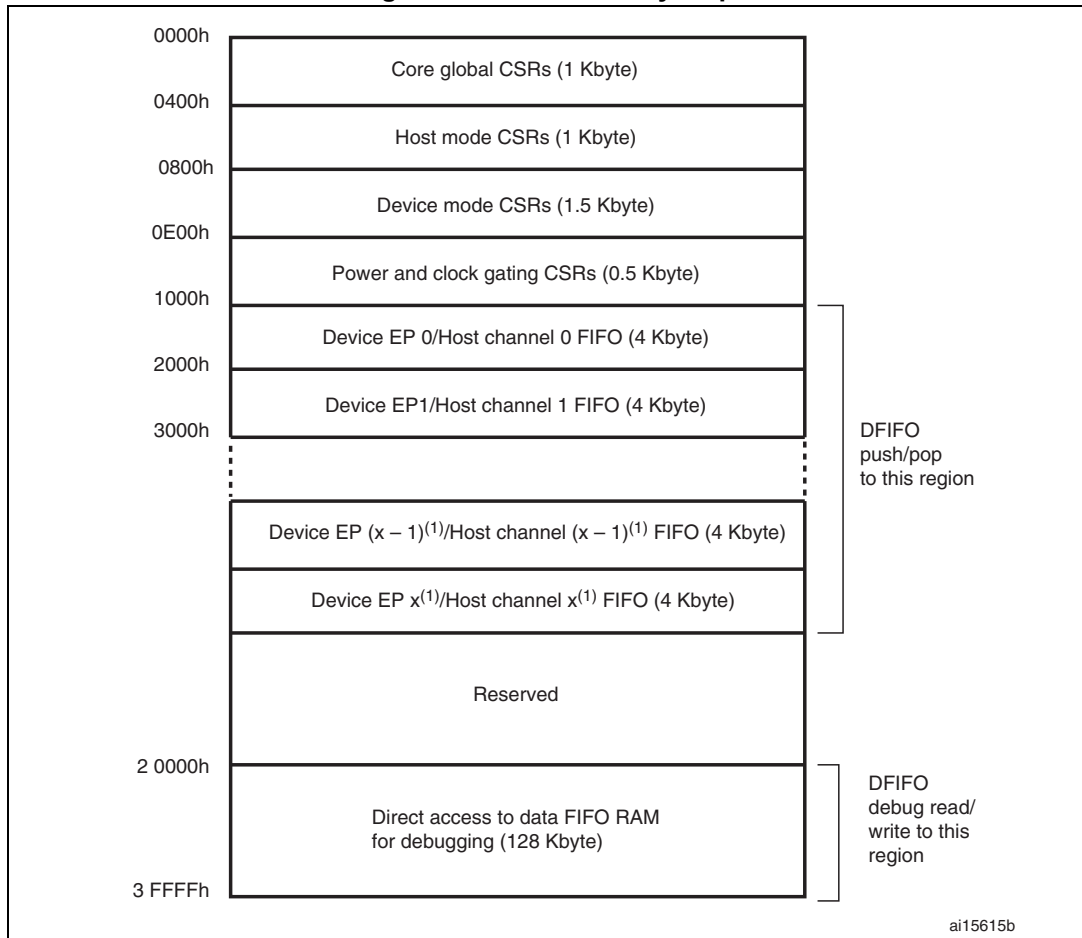 0000h
Core global CSRs (1 Kbyte)
0400h
Host mode CSRs (1 Kbyte)
0800h
Device mode CSRs (1.5 Kbyte)
0E00h
Power and clock gating CSRs (0.5 Kbyte)
1000h
Device EP 0/Host channel 0 FIFO (4 Kbyte)
2000h
Device EP1/Host channel 1 FIFO (4 Kbyte)
3000h
DFIFO
push/pop
to this region
Device EP (x – 1)(1)/Host channel (x – 1)(1) FIFO (4 Kbyte)
Device EP x(1)/Host channel x(1) FIFO (4 Kbyte)
Reserved
2 0000h
Direct access to data FIFO RAM
for debugging (128 Kbyte)
DFIFO
debug read/
write to this
region
3 FFFFh
ai15615b